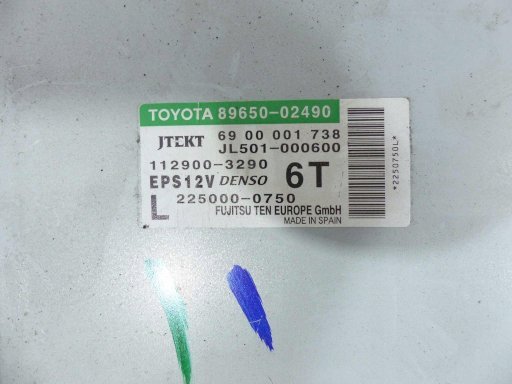 TOYOTA 89650-02490
JTEKT 69 00 001 738
JL501-000600
112900-3290
EPS12V DENSO 6T
L 225000-0750
FUJITSU TEN EUROPE GmbH
MADE IN SPAIN
*2250750L*